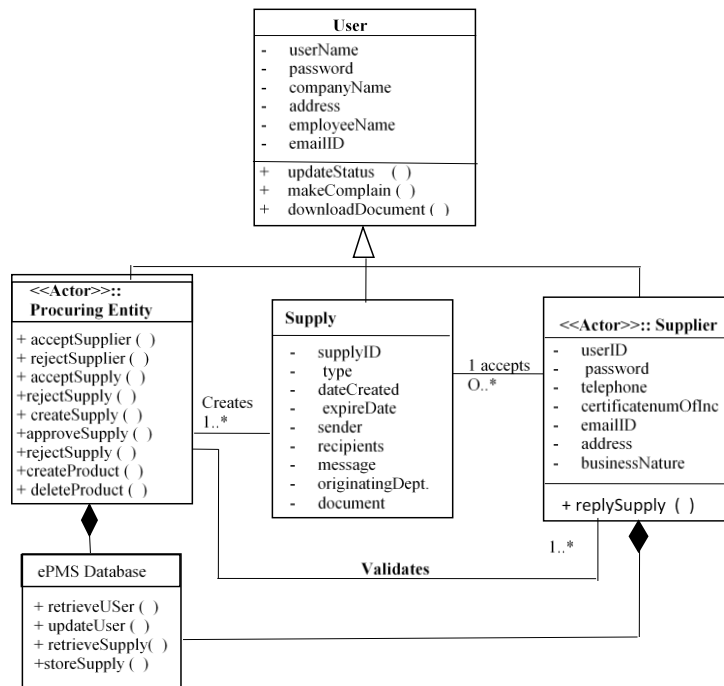 User
- userName
- password
- companyName
- address
- employeeName
- emailID
+ updateStatus ( )
+ makeComplain ( )
+ downloadDocument ( )
<<Actor>>::
Procuring Entity
+ acceptSupplier ( )
+ rejectSupplier ( )
+ acceptSupply ( )
+rejectSupply ( )
+ createSupply ( )
+approveSupply ( )
+rejectSupply ( )
+createProduct ( )
+ deleteProduct ( )
Creates
1..*
Supply
- supplyID
- type
- dateCreated
- expireDate
- sender
- recipients
- message
- originatingDept.
- document
1 accepts
O..*
<<Actor>>:: Supplier
- userID
- password
- telephone
- certificatenumOfInc
- emailID
- address
- businessNature
+ replySupply ( )
1..*
Validates
ePMS Database
+ retrieveUSer ( )
+ updateUser ( )
+ retrieveSupply( )
+storeSupply ( )